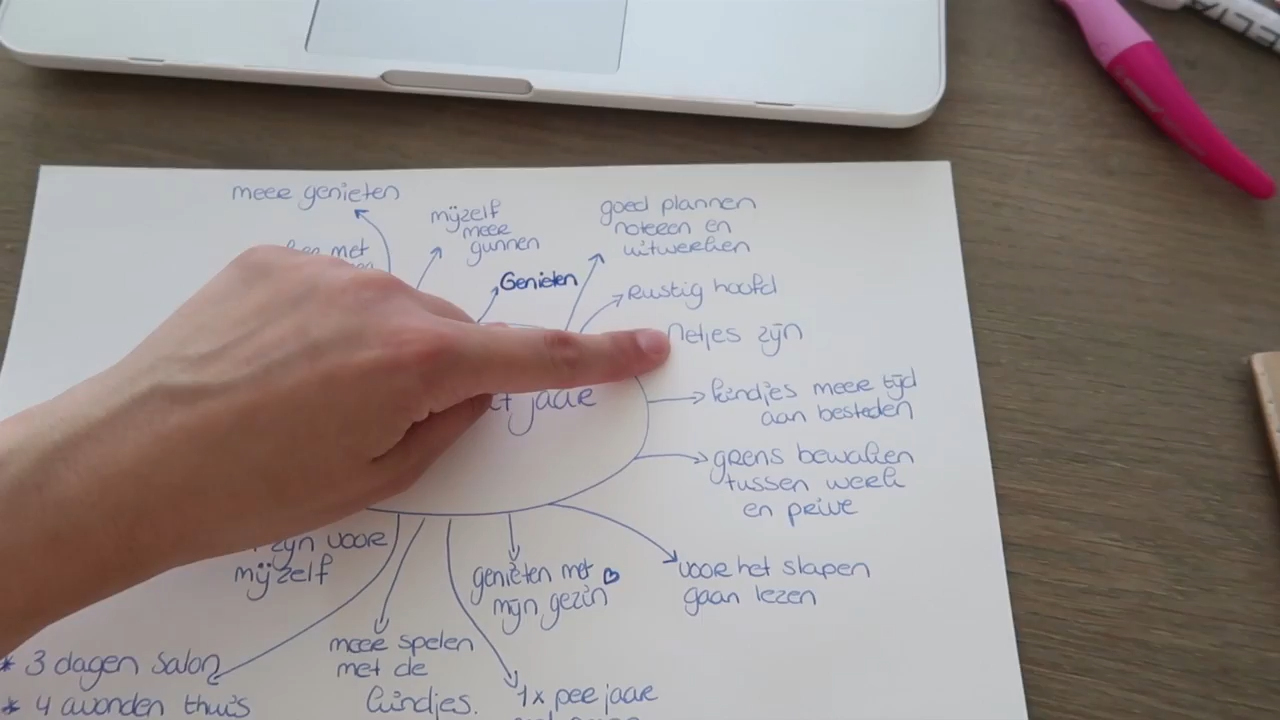 meer genieten
mijzelf
meer
gunnen
goed plannen
noteren en
uitwerken
met
Genieten
Rustig hoofd
Netjes zijn
kindjes meer tijd
aan besteden
jaar
grens bewaken
tussen werk
en prive
zijn voor
mijzelf
genieten met
mijn gezin
voor het slapen
gaan lezen
meer spelen
met de
kindjes.
* 3 dagen salon
* 4 avonden thuis
1x per jaar